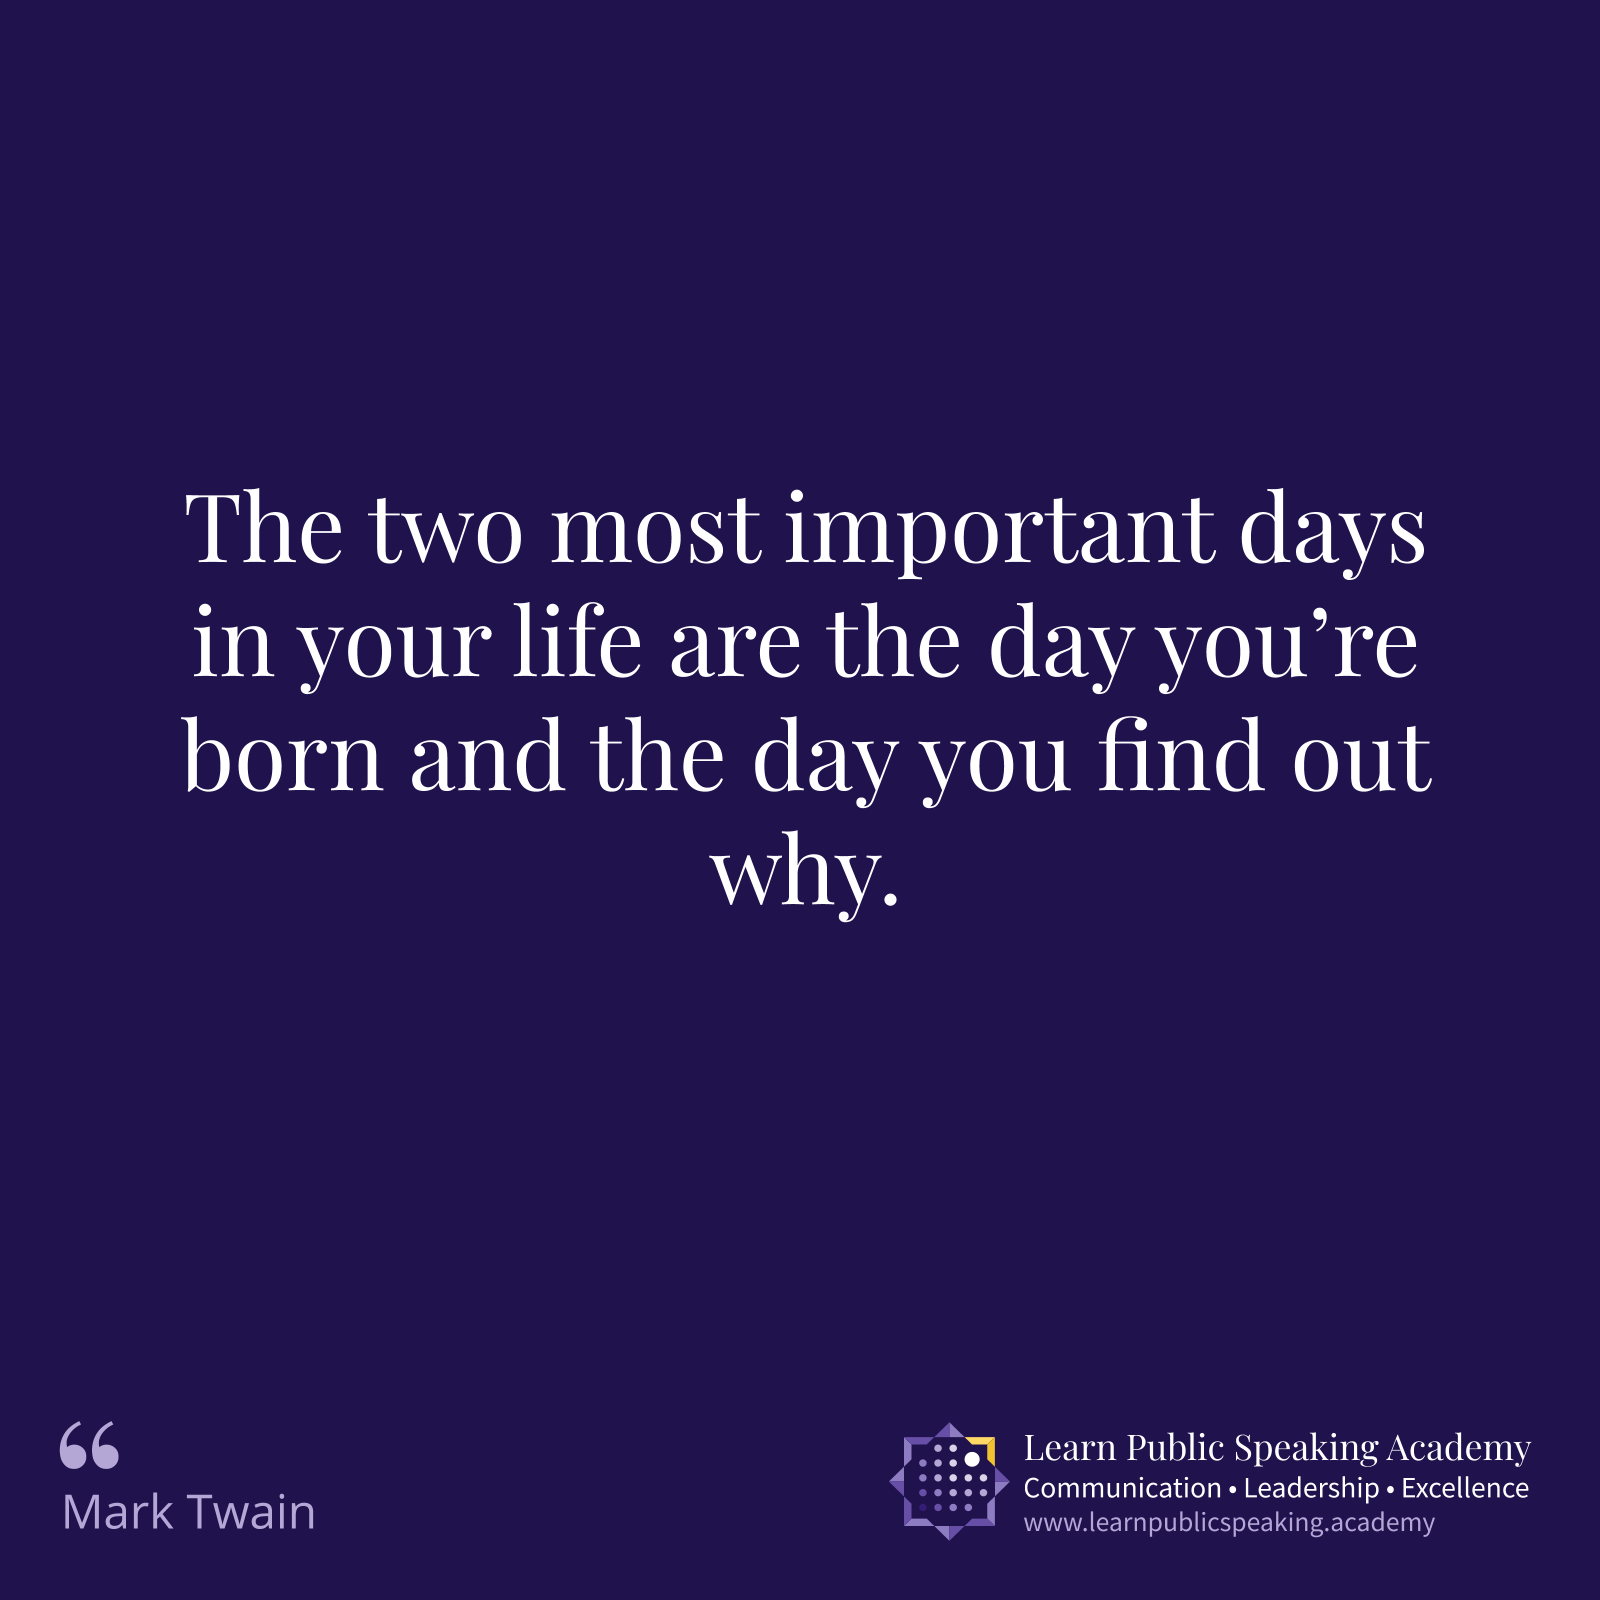 The two most important days
in your life are the day you’re
born and the day you find out
why.
“
Mark Twain
Learn Public Speaking Academy
Communication • Leadership • Excellence
www.learnpublicspeaking.academy